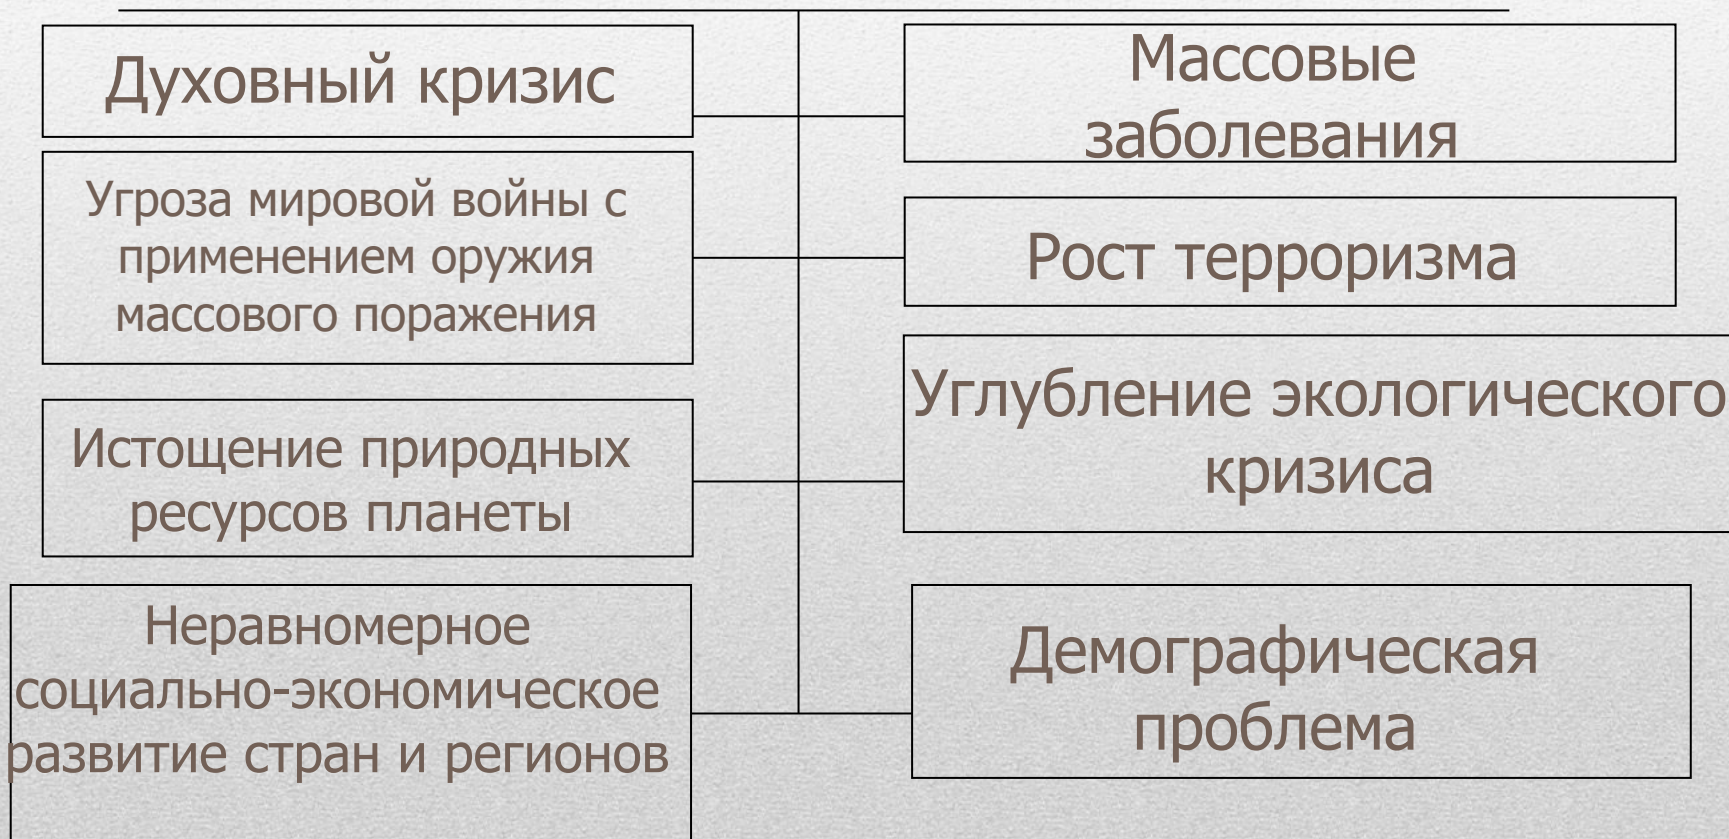 Духовный кризис
Массовые
заболевания
Угроза мировой войны с
применением оружия
массового поражения
Рост терроризма
Истощение природных
ресурсов планеты
Углубление экологического
кризиса
Неравномерное
социально-экономическое
развитие стран и регионов
Демографическая
проблема